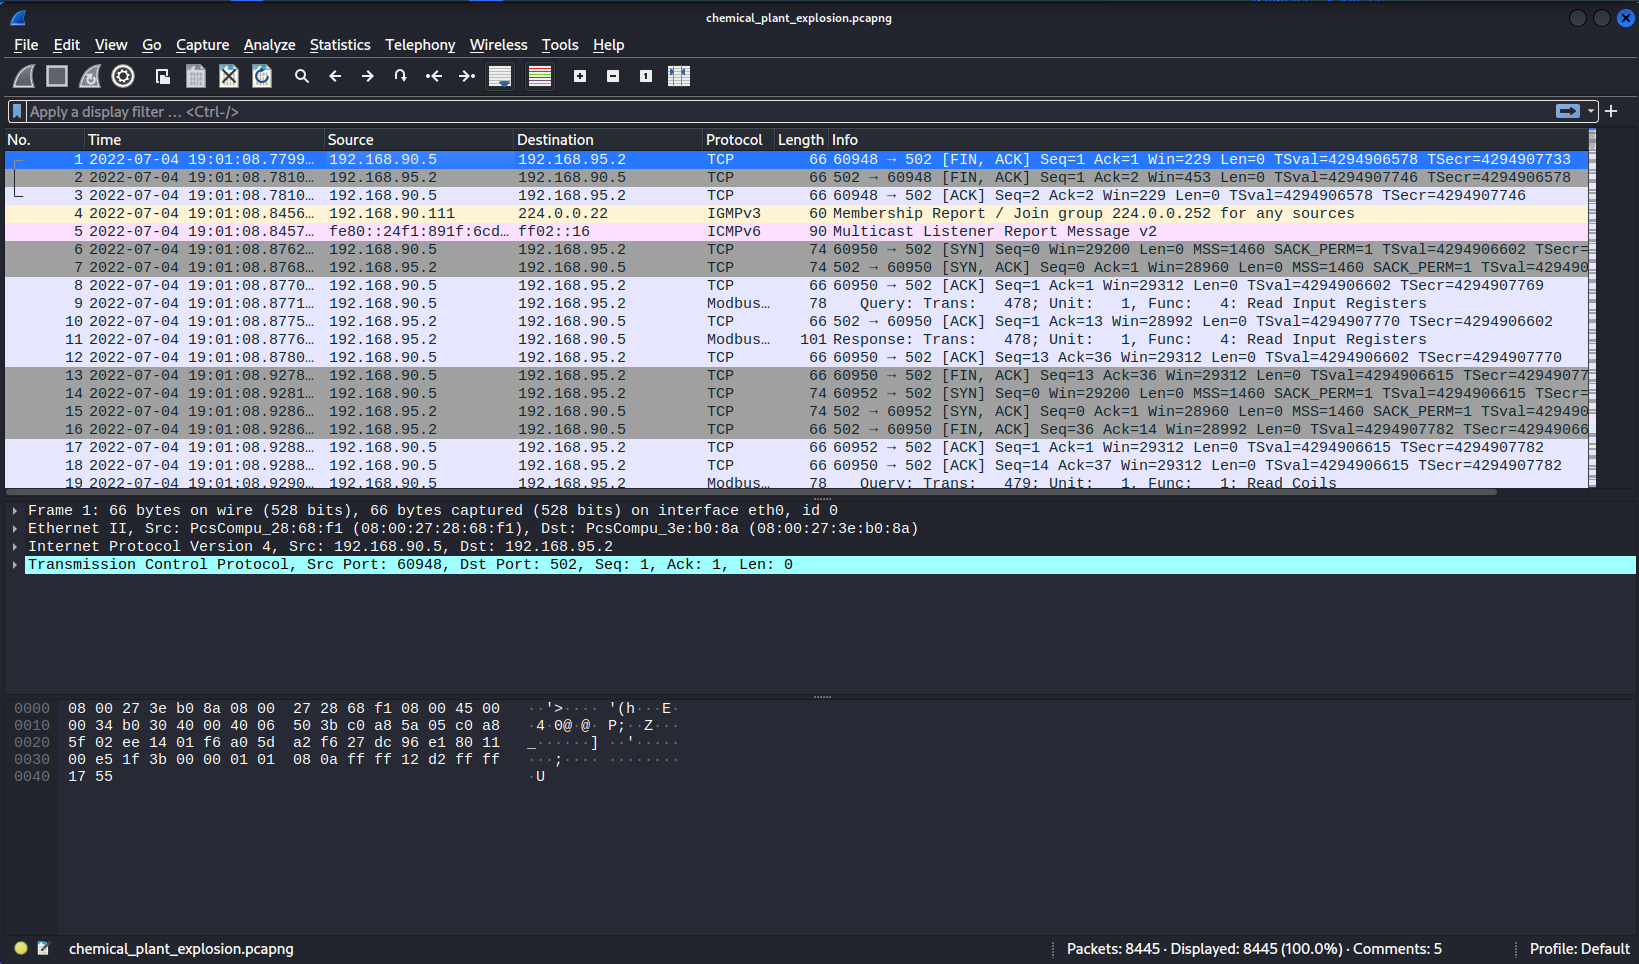 chemical_plant_explosion.pcapng
File Edit View Go Capture Analyze Statistics Telephony Wireless Tools Help
Apply a display filter … <Ctrl-/>
No. Time Source Destination Protocol Length Info
1 2022-07-04 19:01:08.7799… 192.168.90.5 192.168.95.2 TCP 66 60948 → 502 [FIN, ACK] Seq=1 Ack=1 Win=229 Len=0 TSval=4294906578 TSecr=4294907733
2 2022-07-04 19:01:08.7810… 192.168.95.2 192.168.90.5 TCP 66 502 → 60948 [FIN, ACK] Seq=1 Ack=2 Win=453 Len=0 TSval=4294907746 TSecr=4294906578
3 2022-07-04 19:01:08.7810… 192.168.90.5 192.168.95.2 TCP 66 60948 → 502 [ACK] Seq=2 Ack=2 Win=229 Len=0 TSval=4294906578 TSecr=4294907746
4 2022-07-04 19:01:08.8456… 192.168.90.111 224.0.0.22 IGMPv3 60 Membership Report / Join group 224.0.0.252 for any sources
5 2022-07-04 19:01:08.8457… fe80::24f1:891f:6cd… ff02::16 ICMPv6 90 Multicast Listener Report Message v2
6 2022-07-04 19:01:08.8762… 192.168.90.5 192.168.95.2 TCP 74 60950 → 502 [SYN] Seq=0 Win=29200 Len=0 MSS=1460 SACK_PERM=1 TSval=4294906602 TSecr=
7 2022-07-04 19:01:08.8768… 192.168.95.2 192.168.90.5 TCP 74 502 → 60950 [SYN, ACK] Seq=0 Ack=1 Win=28960 Len=0 MSS=1460 SACK_PERM=1 TSval=429490
8 2022-07-04 19:01:08.8770… 192.168.90.5 192.168.95.2 TCP 66 60950 → 502 [ACK] Seq=1 Ack=1 Win=29312 Len=0 TSval=4294906602 TSecr=4294907769
9 2022-07-04 19:01:08.8771… 192.168.90.5 192.168.95.2 Modbus… 78 Query: Trans: 478; Unit: 1, Func: 4: Read Input Registers
10 2022-07-04 19:01:08.8775… 192.168.95.2 192.168.90.5 TCP 66 502 → 60950 [ACK] Seq=1 Ack=13 Win=28992 Len=0 TSval=4294907770 TSecr=4294906602
11 2022-07-04 19:01:08.8776… 192.168.95.2 192.168.90.5 Modbus… 101 Response: Trans: 478; Unit: 1, Func: 4: Read Input Registers
12 2022-07-04 19:01:08.8780… 192.168.90.5 192.168.95.2 TCP 66 60950 → 502 [ACK] Seq=13 Ack=36 Win=29312 Len=0 TSval=4294906602 TSecr=4294907770
13 2022-07-04 19:01:08.9278… 192.168.90.5 192.168.95.2 TCP 66 60950 → 502 [FIN, ACK] Seq=13 Ack=36 Win=29312 Len=0 TSval=4294906615 TSecr=42949077
14 2022-07-04 19:01:08.9281… 192.168.90.5 192.168.95.2 TCP 74 60952 → 502 [SYN] Seq=0 Win=29200 Len=0 MSS=1460 SACK_PERM=1 TSval=4294906615 TSecr=
15 2022-07-04 19:01:08.9286… 192.168.95.2 192.168.90.5 TCP 74 502 → 60952 [SYN, ACK] Seq=0 Ack=1 Win=28960 Len=0 MSS=1460 SACK_PERM=1 TSval=429490
16 2022-07-04 19:01:08.9286… 192.168.95.2 192.168.90.5 TCP 66 502 → 60950 [FIN, ACK] Seq=36 Ack=14 Win=28992 Len=0 TSval=4294907782 TSecr=42949066
17 2022-07-04 19:01:08.9288… 192.168.90.5 192.168.95.2 TCP 66 60952 → 502 [ACK] Seq=1 Ack=1 Win=29312 Len=0 TSval=4294906615 TSecr=4294907782
18 2022-07-04 19:01:08.9288… 192.168.90.5 192.168.95.2 TCP 66 60950 → 502 [ACK] Seq=14 Ack=37 Win=29312 Len=0 TSval=4294906615 TSecr=4294907782
19 2022-07-04 19:01:08.9290… 192.168.90.5 192.168.95.2 Modbus… 78 Query: Trans: 479; Unit: 1, Func: 1: Read Coils
Frame 1: 66 bytes on wire (528 bits), 66 bytes captured (528 bits) on interface eth0, id 0
Ethernet II, Src: PcsCompu_28:68:f1 (08:00:27:28:68:f1), Dst: PcsCompu_3e:b0:8a (08:00:27:3e:b0:8a)
Internet Protocol Version 4, Src: 192.168.90.5, Dst: 192.168.95.2
Transmission Control Protocol, Src Port: 60948, Dst Port: 502, Seq: 1, Ack: 1, Len: 0
0000 08 00 27 3e b0 8a 08 00 27 28 68 f1 08 00 45 00 ··'>···· '(h···E·
0010 00 34 b0 30 40 00 40 06 50 3b c0 a8 5a 05 c0 a8 ·4·0@·@· P;··Z···
0020 5f 02 ee 14 01 f6 a0 5d a2 f6 27 dc 96 e1 80 11 _······] ··'·····
0030 00 e5 1f 3b 00 00 01 01 08 0a ff ff 12 d2 ff ff ···;···· ········
0040 17 55 ·U
chemical_plant_explosion.pcapng Packets: 8445 · Displayed: 8445 (100.0%) · Comments: 5 Profile: Default